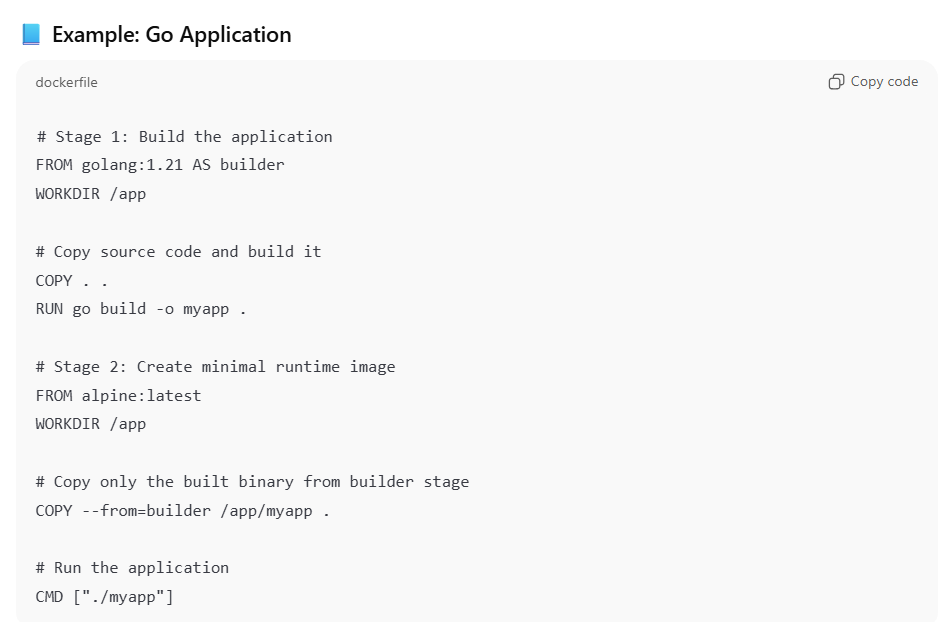 Example: Go Application
dockerfile
Copy code
# Stage 1: Build the application
FROM golang:1.21 AS builder
WORKDIR /app
# Copy source code and build it
COPY . .
RUN go build -o myapp .
# Stage 2: Create minimal runtime image
FROM alpine:latest
WORKDIR /app
# Copy only the built binary from builder stage
COPY --from=builder /app/myapp .
# Run the application
CMD ["./myapp"]